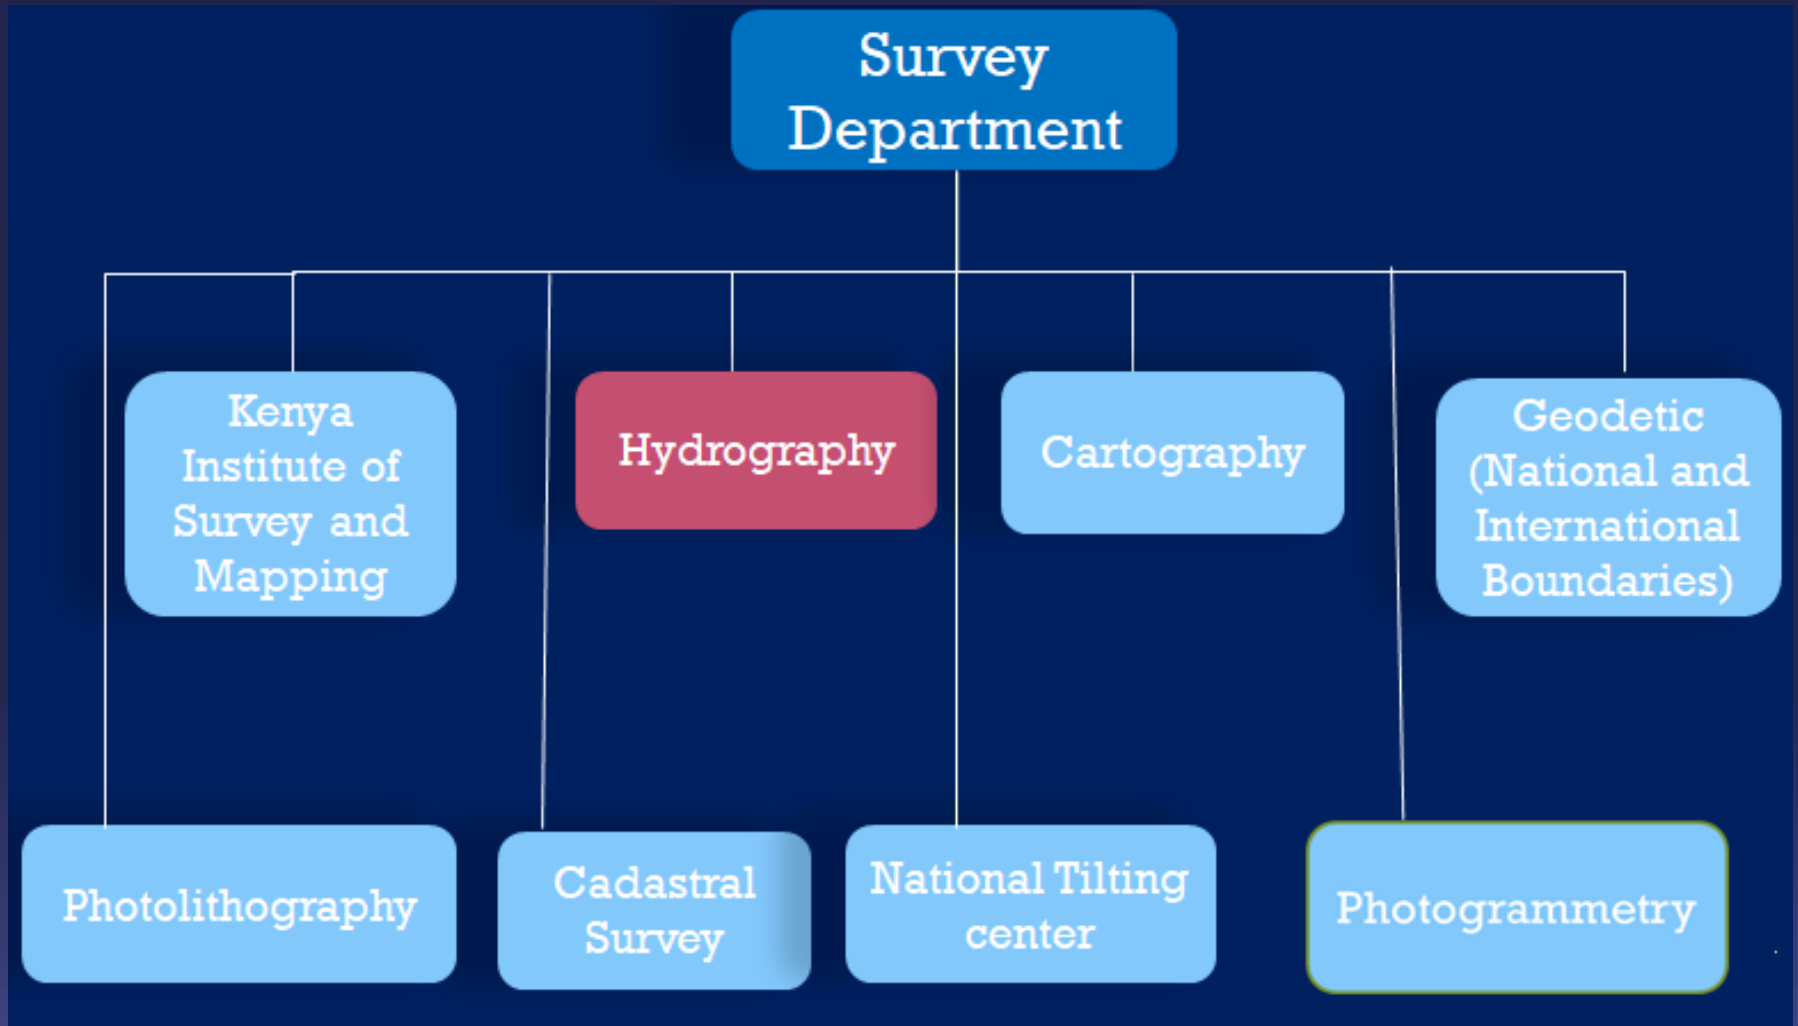 Survey
Department
Kenya
Institute of
Survey and
Mapping
Hydrography
Cartography
Geodetic
(National and
International
Boundaries)
Photolithography
Cadastral
Survey
National Tilting
center
Photogrammetry